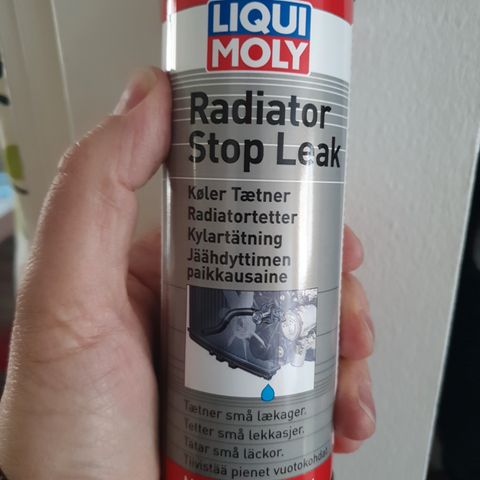 LIQUI
MOLY
Radiator
Stop Leak
Køler Tætner
Radiatortetter
Kylartätning
Jäähdyttimen
paikkausaine
Tætner små lækager.
Tetter små lekkasjer.
Tätar små läckor.
Tiivistää pienet vuotokohdat.